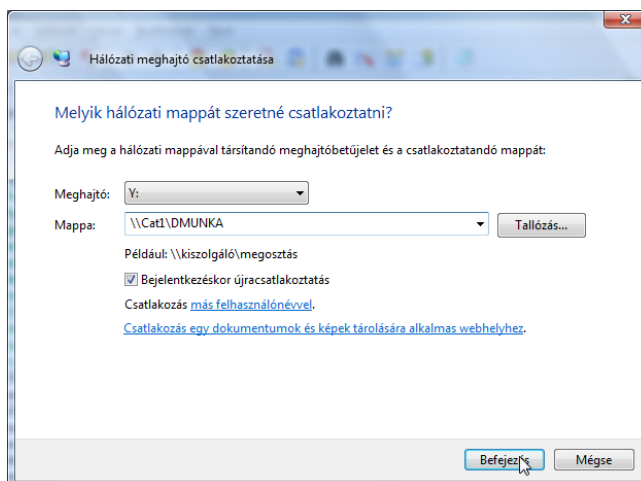 Hálózati meghajtó csatlakoztatása
Melyik hálózati mappát szeretné csatlakoztatni?
Adja meg a hálózati mappával társítandó meghajtóbetűjelet és a csatlakoztatandó mappát:
Meghajtó: Y:
Mappa: \\Cat1\DMUNKA Tallózás...
Például: \\kiszolgáló\megosztás
Bejelentkezéskor újracsatlakoztatás
Csatlakozás más felhasználónévvel.
Csatlakozás egy dokumentumok és képek tárolására alkalmas webhelyhez.
Befejezés Mégse